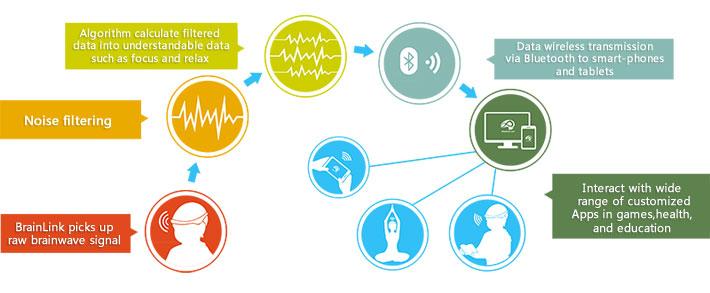 Algorithm calculate filtered
data into understandable data
such as focus and relax
Data wireless transmission
via Bluetooth to smart-phones
and tablets
Noise filtering
BrainLink picks up
raw brainwave signal
Interact with wide
range of customized
Apps in games,health,
and education